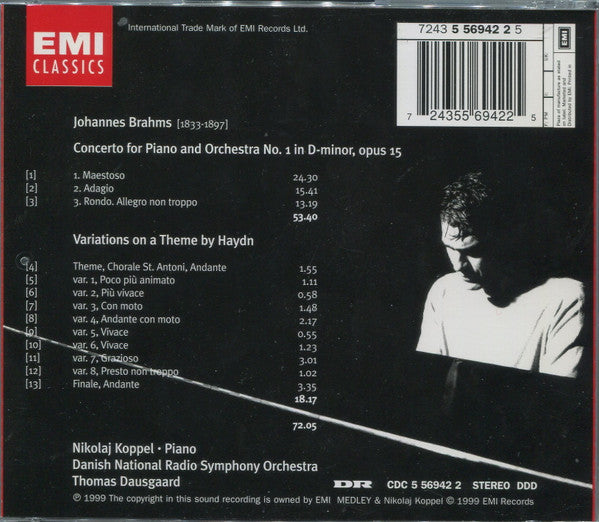 EMI
CLASSICS
International Trade Mark of EMI Records Ltd.
7243 5 56942 2 5
EMI
7 24355 69422 5
Johannes Brahms [1833-1897]
Concerto for Piano and Orchestra No. 1 in D-minor, opus 15
[1] 1. Maestoso 24.30
[2] 2. Adagio 15.41
[3] 3. Rondo. Allegro non troppo 13.19
53.40
Variations on a Theme by Haydn
[4] Theme, Chorale St. Antoni, Andante 1.55
[5] var. 1, Poco più animato 1.11
[6] var. 2, Più vivace 0.58
[7] var. 3, Con moto 1.48
[8] var. 4, Andante con moto 2.17
[9] var. 5, Vivace 0.55
[10] var. 6, Vivace 1.23
[11] var. 7, Grazioso 3.01
[12] var. 8, Presto non troppo 1.02
[13] Finale, Andante 3.35
18.17
72.05
Nikolaj Koppel · Piano
Danish National Radio Symphony Orchestra
Thomas Dausgaard
DR CDC 5 56942 2 STEREO DDD
℗ 1999 The copyright in this sound recording is owned by EMI MEDLEY & Nikolaj Koppel © 1999 EMI Records